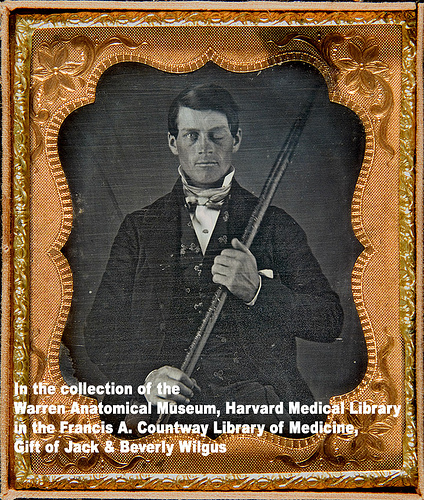 In the collection of the
Warren Anatomical Museum, Harvard Medical Library
in the Francis A. Countway Library of Medicine,
Gift of Jack & Beverly Wilgus